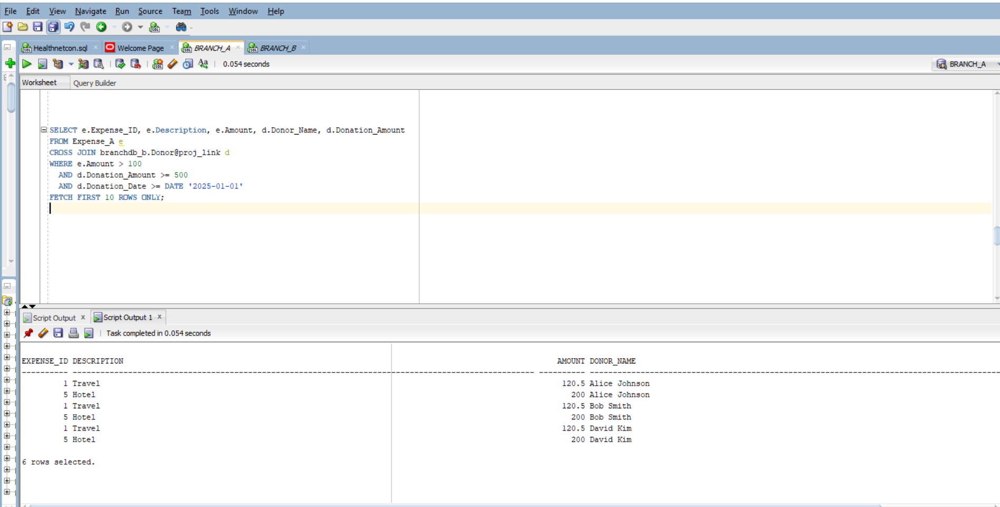 File Edit View Navigate Run Source Team Tools Window Help
Healthnetcon.sql Welcome Page BRANCH_A BRANCH_B
0.054 seconds BRANCH_A
Worksheet Query Builder
SELECT e.Expense_ID, e.Description, e.Amount, d.Donor_Name, d.Donation_Amount
FROM Expense_A e
CROSS JOIN branchdb_b.Donor@proj_link d
WHERE e.Amount > 100
AND d.Donation_Amount >= 500
AND d.Donation_Date >= DATE '2025-01-01'
FETCH FIRST 10 ROWS ONLY;
Script Output x Script Output 1 x
Task completed in 0.054 seconds
EXPENSE_ID DESCRIPTION AMOUNT DONOR_NAME
1 Travel 120.5 Alice Johnson
5 Hotel 200 Alice Johnson
1 Travel 120.5 Bob Smith
5 Hotel 200 Bob Smith
1 Travel 120.5 David Kim
5 Hotel 200 David Kim
6 rows selected.